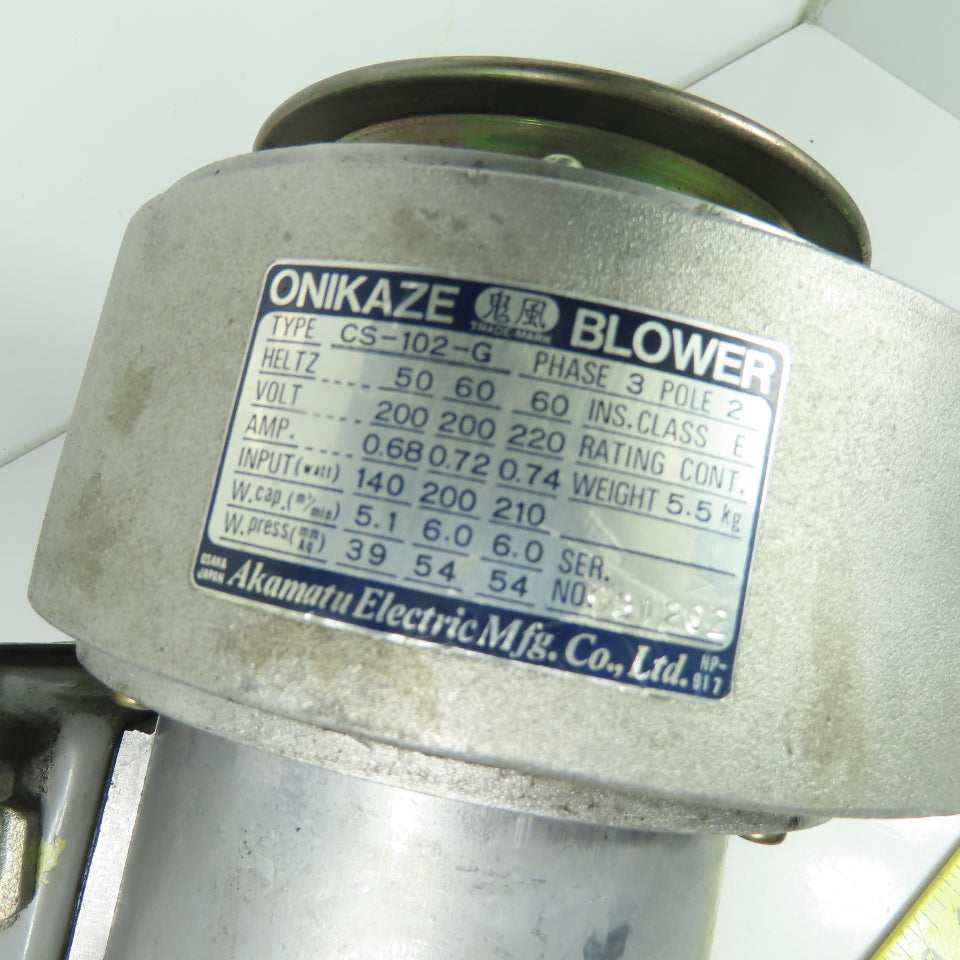 ONIKAZE 鬼風 BLOWER
TRADE MARK
TYPE CS-102-G PHASE 3 POLE 2
HELTZ 50 60 60 INS. CLASS E
VOLT 200 200 220 RATING CONT.
AMP. 0.68 0.72 0.74 WEIGHT 5.5 kg
INPUT(watt) 140 200 210
W.cap.(m³/min) 5.1 6.0 6.0 SER.
W.press(mm Aq) 39 54 54 NO.
OSAKA JAPAN Akamatu Electric Mfg. Co., Ltd. NP-917